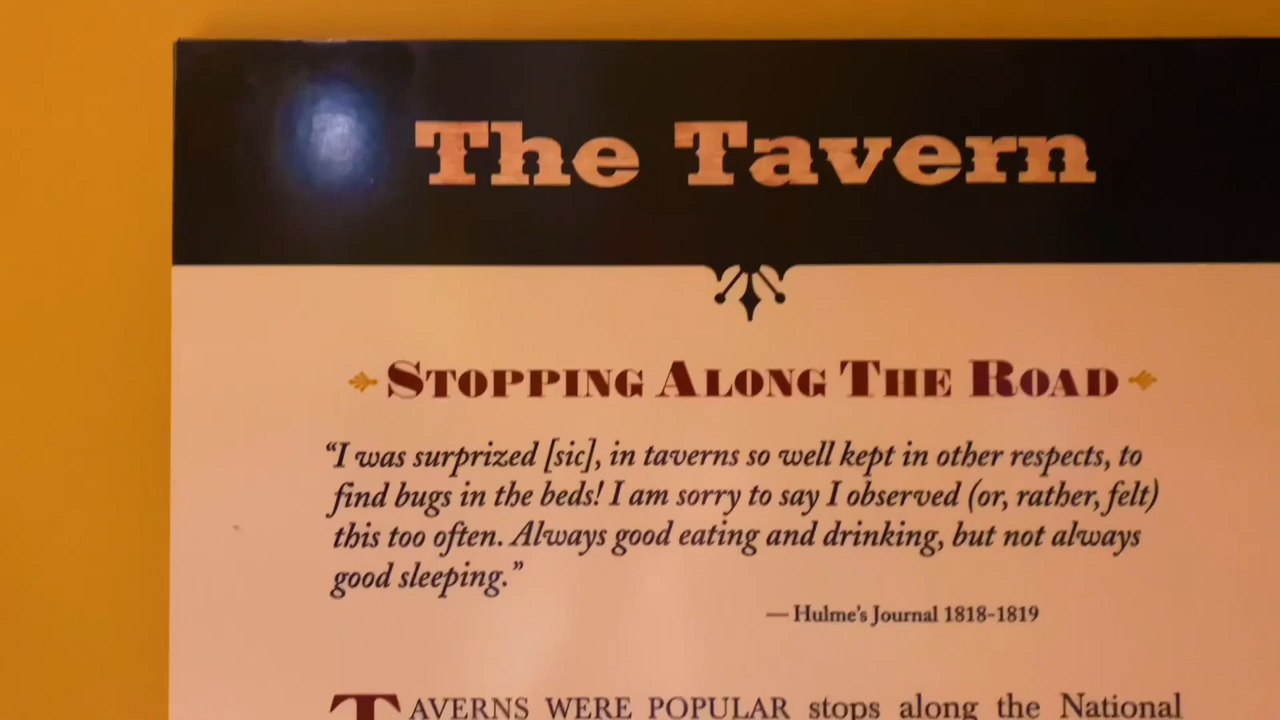 The Tavern
STOPPING ALONG THE ROAD
“I was surprized [sic], in taverns so well kept in other respects, to
find bugs in the beds! I am sorry to say I observed (or, rather, felt)
this too often. Always good eating and drinking, but not always
good sleeping.”
— Hulme’s Journal 1818-1819
TAVERNS WERE POPULAR stops along the National